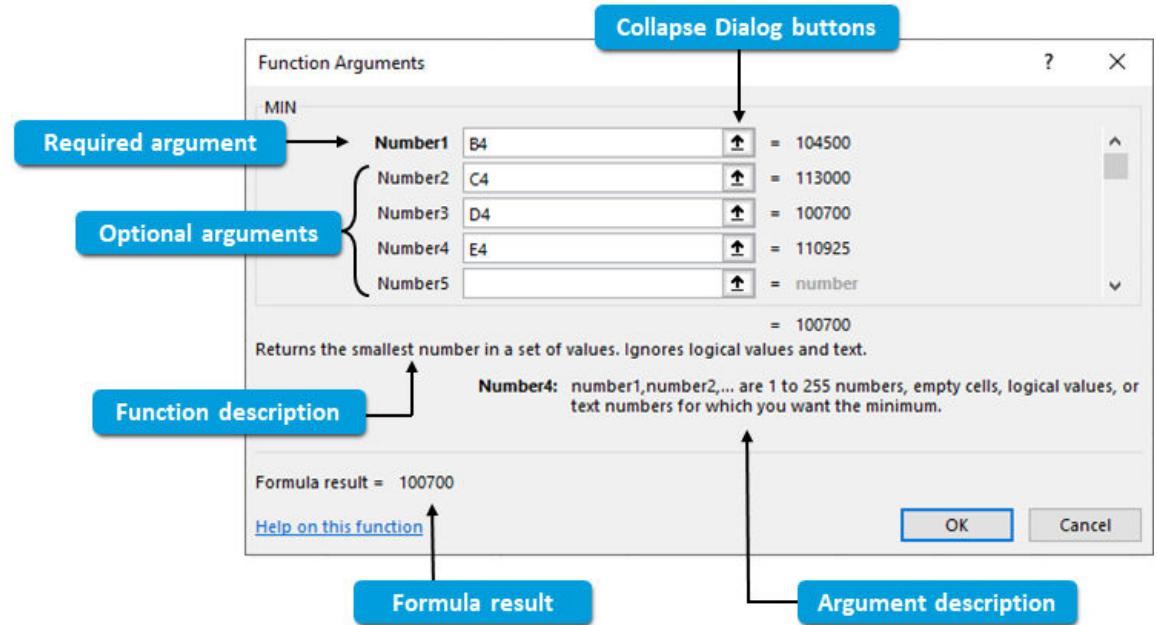 Collapse Dialog buttons
Function Arguments ? ×
MIN
Required argument
Number1 B4 = 104500
Number2 C4 = 113000
Number3 D4 = 100700
Optional arguments
Number4 E4 = 110925
Number5 = number
= 100700
Returns the smallest number in a set of values. Ignores logical values and text.
Number4: number1,number2,... are 1 to 255 numbers, empty cells, logical values, or
text numbers for which you want the minimum.
Function description
Formula result = 100700
Help on this function
OK Cancel
Formula result
Argument description